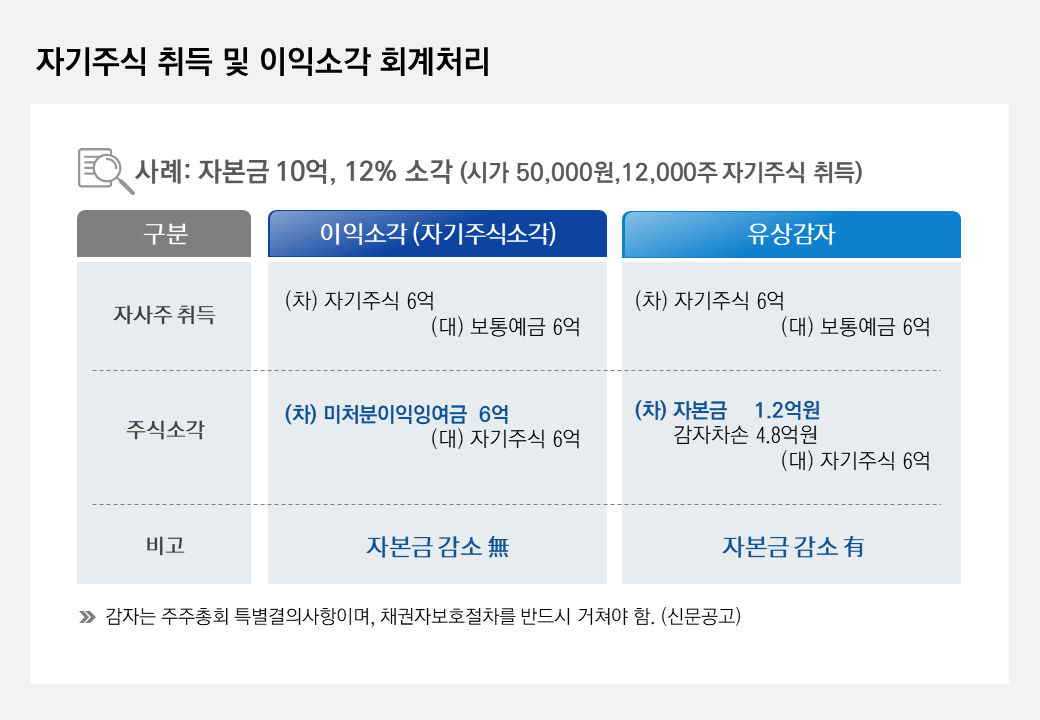 자기주식 취득 및 이익소각 회계처리
사례: 자본금 10억, 12% 소각 (시가 50,000원,12,000주 자기주식 취득)
구분
이익소각 (자기주식소각)
유상감자
자사주 취득
(차) 자기주식 6억
(대) 보통예금 6억
(차) 자기주식 6억
(대) 보통예금 6억
주식소각
(차) 미처분이익잉여금 6억
(대) 자기주식 6억
(차) 자본금 1.2억원
감자차손 4.8억원
(대) 자기주식 6억
비고
자본금 감소 無
자본금 감소 有
감자는 주주총회 특별결의사항이며, 채권자보호절차를 반드시 거쳐야 함. (신문공고)